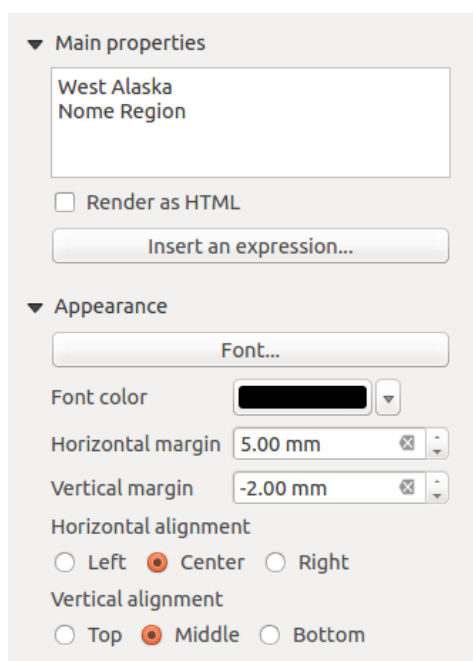 Main properties
West Alaska
Nome Region
Render as HTML
Insert an expression...
Appearance
Font...
Font color
Horizontal margin 5.00 mm
Vertical margin -2.00 mm
Horizontal alignment
Left Center Right
Vertical alignment
Top Middle Bottom